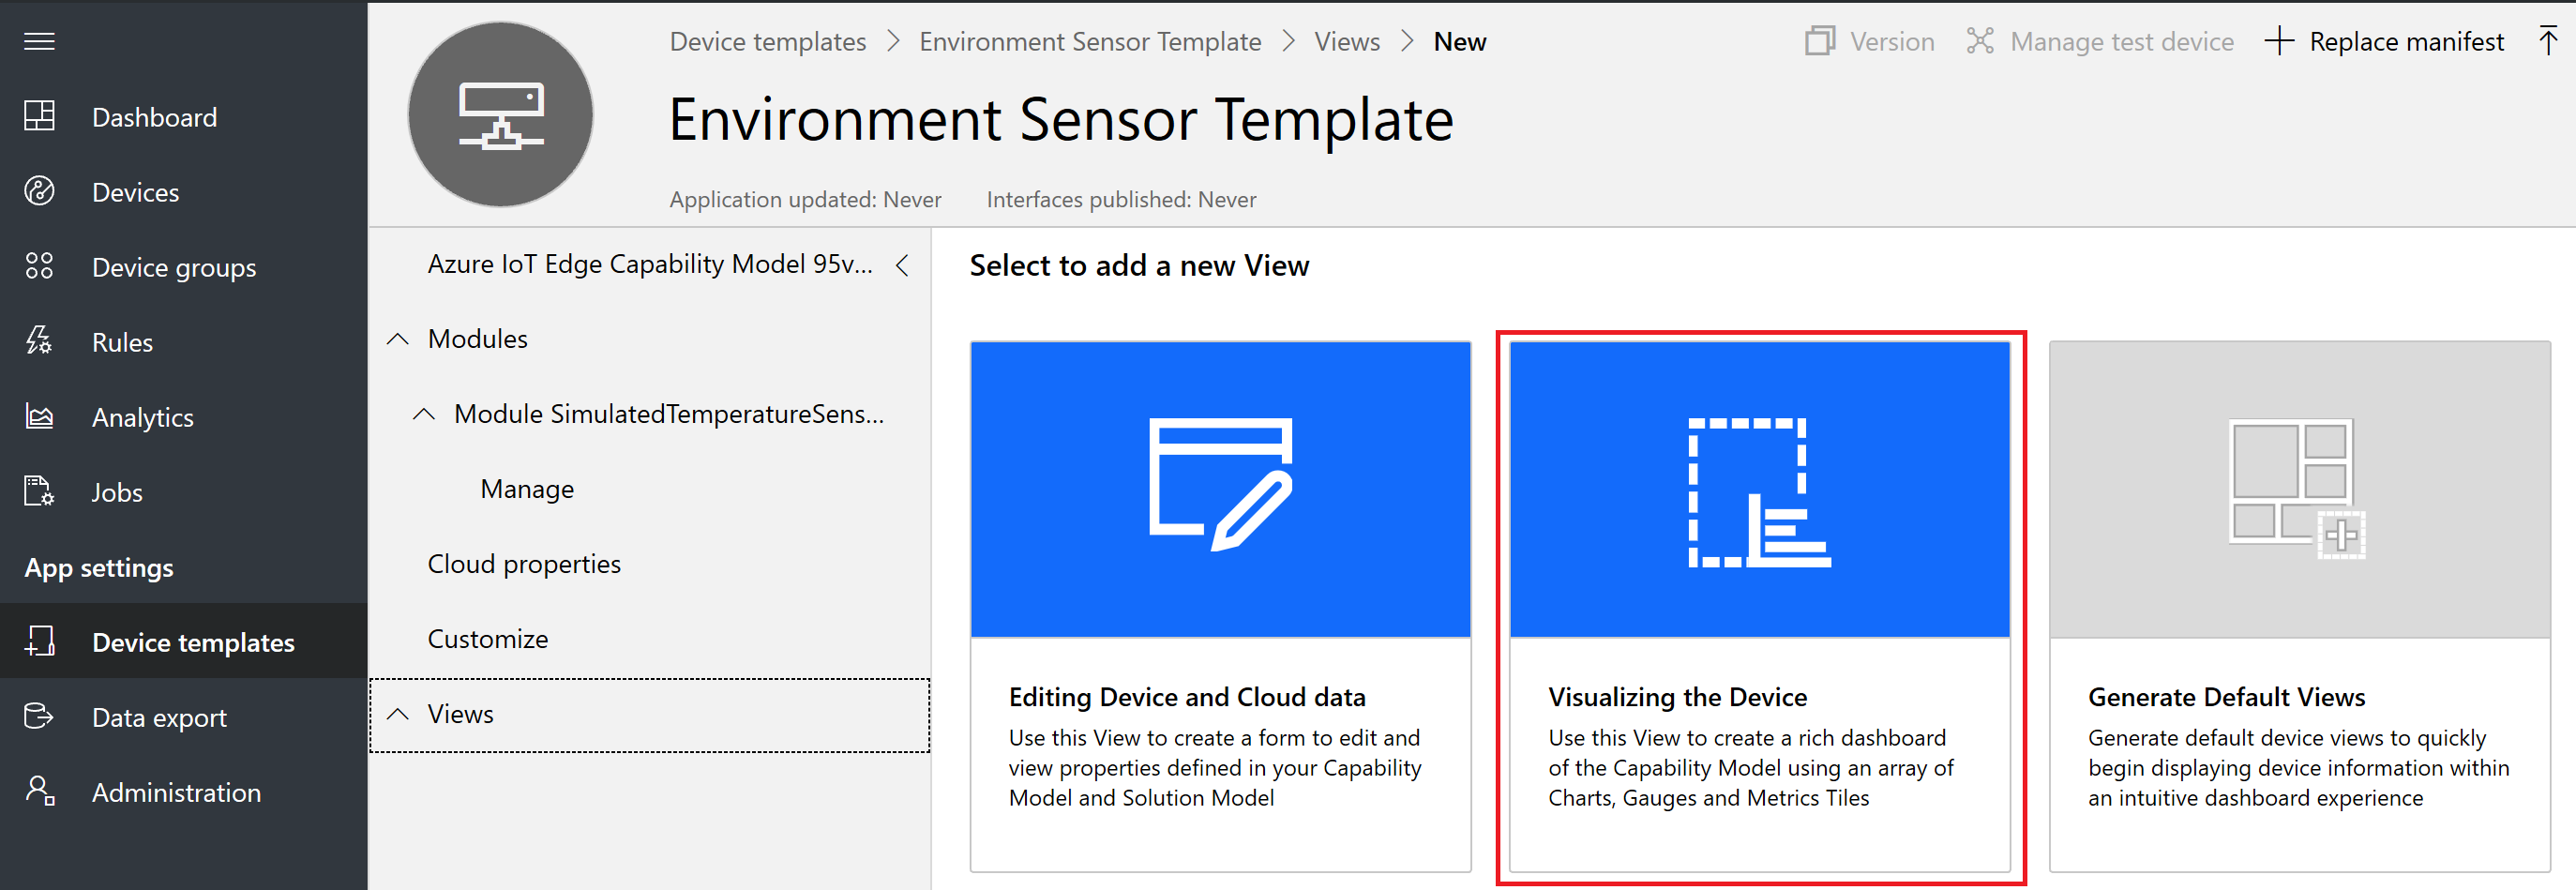 Dashboard
Devices
Device groups
Rules
Analytics
Jobs
App settings
Device templates
Data export
Administration
Device templates > Environment Sensor Template > Views > New
Version
Manage test device
Replace manifest
Environment Sensor Template
Application updated: Never
Interfaces published: Never
Azure IoT Edge Capability Model 95v...
Modules
Module SimulatedTemperatureSens...
Manage
Cloud properties
Customize
Views
Select to add a new View
Editing Device and Cloud data
Use this View to create a form to edit and
view properties defined in your Capability
Model and Solution Model
Visualizing the Device
Use this View to create a rich dashboard
of the Capability Model using an array of
Charts, Gauges and Metrics Tiles
Generate Default Views
Generate default device views to quickly
begin displaying device information within
an intuitive dashboard experience